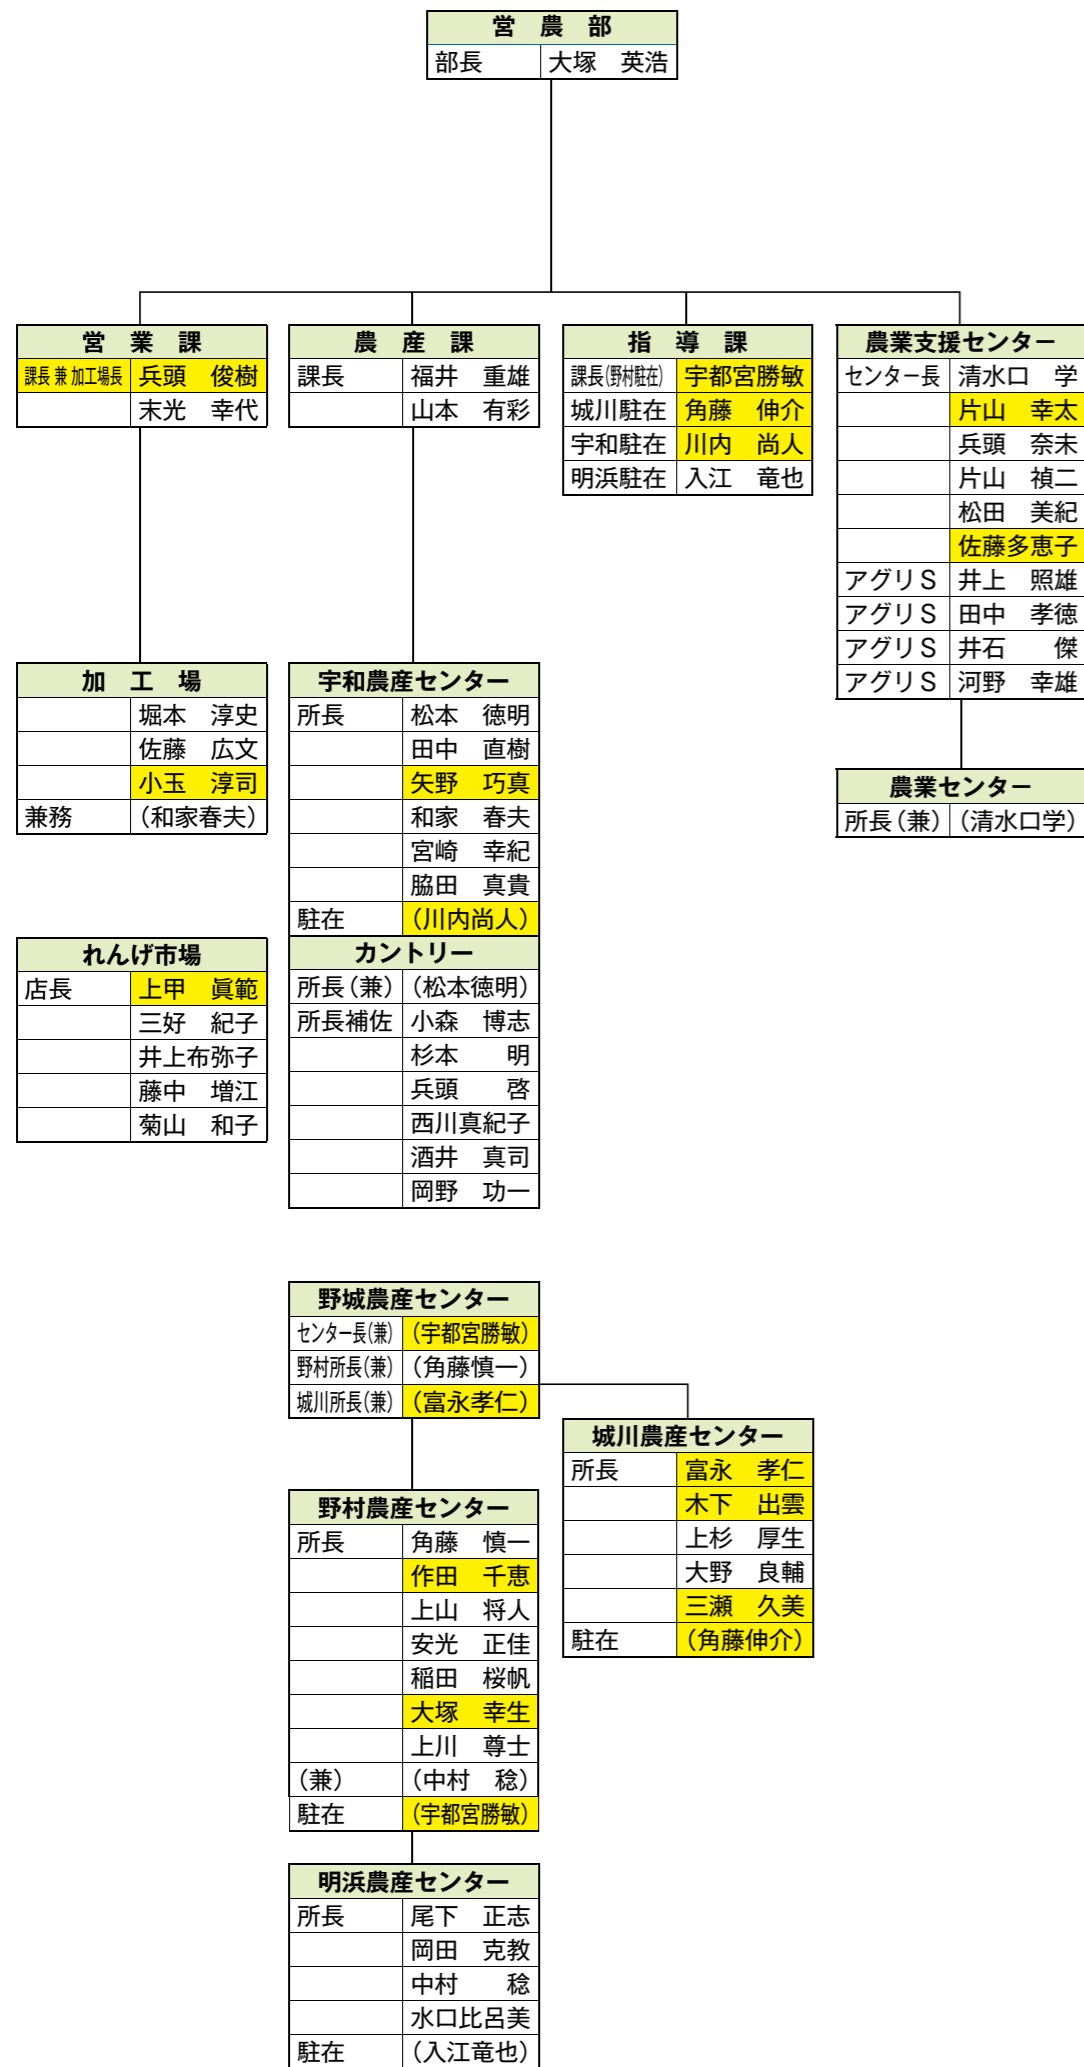 営　農　部
部長　大塚　英浩
営　業　課
課長 兼 加工場長　兵頭　俊樹
末光　幸代
農　産　課
課長　福井　重雄
山本　有彩
指　導　課
課長(野村駐在)　宇都宮勝敏
城川駐在　角藤　伸介
宇和駐在　川内　尚人
明浜駐在　入江　竜也
農業支援センター
センター長　清水口　学
片山　幸太
兵頭　奈未
片山　禎二
松田　美紀
佐藤多恵子
アグリＳ　井上　照雄
アグリＳ　田中　孝徳
アグリＳ　井石　傑
アグリＳ　河野　幸雄
農業センター
所長（兼）（清水口学）
加　工　場
堀本　淳史
佐藤　広文
小玉　淳司
兼務　（和家春夫）
れんげ市場
店長　上甲　眞範
三好　紀子
井上布弥子
藤中　増江
菊山　和子
宇和農産センター
所長　松本　徳明
田中　直樹
矢野　巧真
和家　春夫
宮崎　幸紀
脇田　真貴
駐在　（川内尚人）
カントリー
所長（兼）（松本徳明）
所長補佐　小森　博志
杉本　明
兵頭　啓
西川真紀子
酒井　真司
岡野　功一
野城農産センター
センター長(兼)　（宇都宮勝敏）
野村所長(兼)　（角藤慎一）
城川所長(兼)　（富永孝仁）
城川農産センター
所長　富永　孝仁
木下　出雲
上杉　厚生
大野　良輔
三瀬　久美
駐在　（角藤伸介）
野村農産センター
所長　角藤　慎一
作田　千恵
上山　将人
安光　正佳
稲田　桜帆
大塚　幸生
上川　尊士
（兼）　（中村　稔）
駐在　（宇都宮勝敏）
明浜農産センター
所長　尾下　正志
岡田　克教
中村　稔
水口比呂美
駐在　（入江竜也）